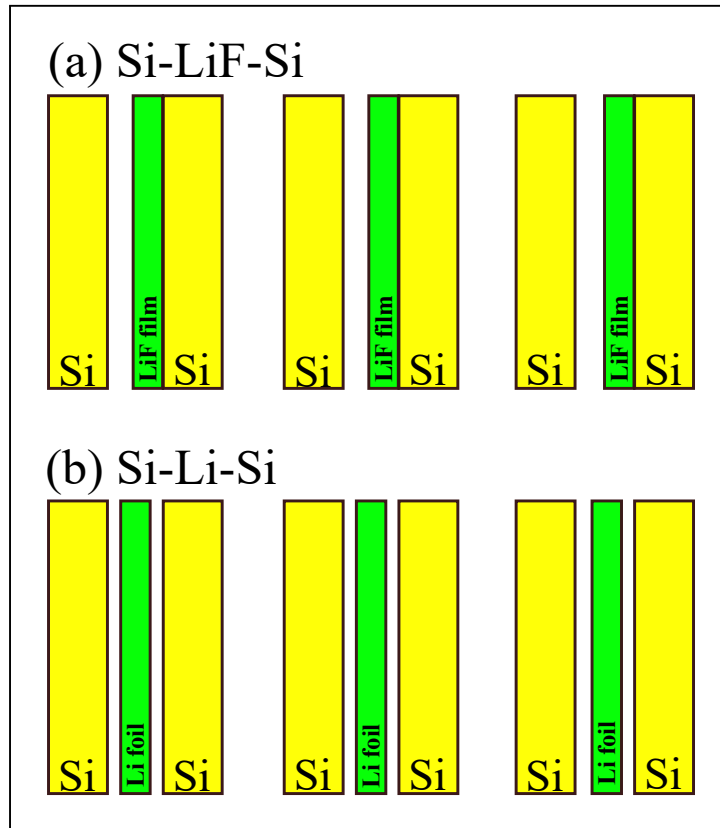 (a) Si-LiF-Si
Si LiF film Si Si LiF film Si Si LiF film Si
(b) Si-Li-Si
Si Li foil Si Si Li foil Si Si Li foil Si